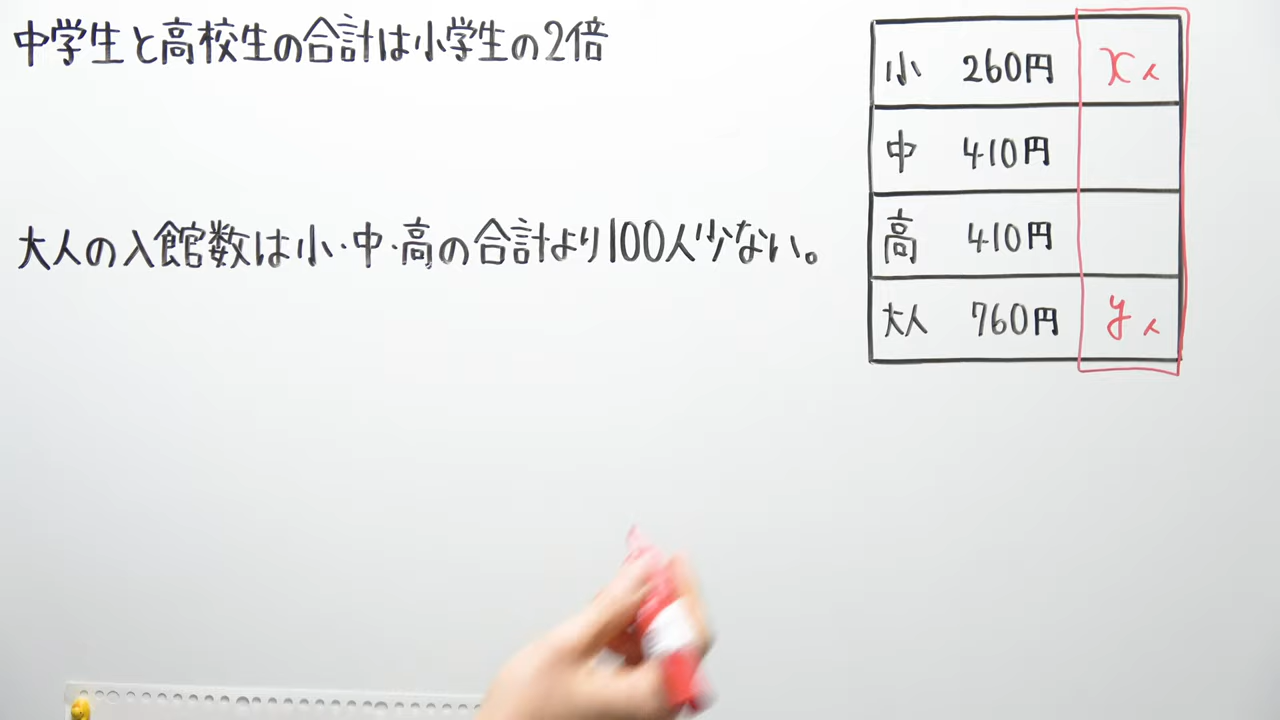 中学生と高校生の合計は小学生の2倍
大人の入館数は小・中・高の合計より100人少ない。
小 260円 x人
中 410円
高 410円
大人 760円 y人